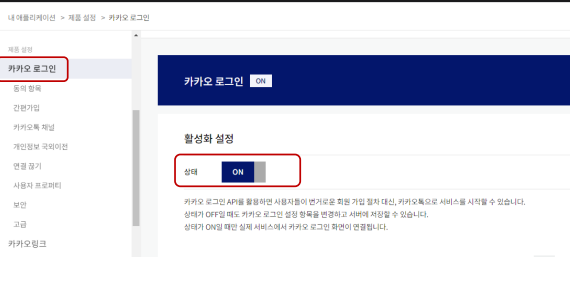 내 애플리케이션 > 제품 설정 > 카카오 로그인
제품 설정
카카오 로그인
동의 항목
간편가입
카카오톡 채널
개인정보 국외이전
연결 끊기
사용자 프로퍼티
보안
고급
카카오링크
카카오 로그인 ON
활성화 설정
상태 ON
카카오 로그인 API를 활용하면 사용자들이 번거로운 회원 가입 절차 대신, 카카오톡으로 서비스를 시작할 수 있습니다.
상태가 OFF일 때도 카카오 로그인 설정 항목을 변경하고 서버에 저장할 수 있습니다.
상태가 ON일 때만 실제 서비스에서 카카오 로그인 화면이 연결됩니다.